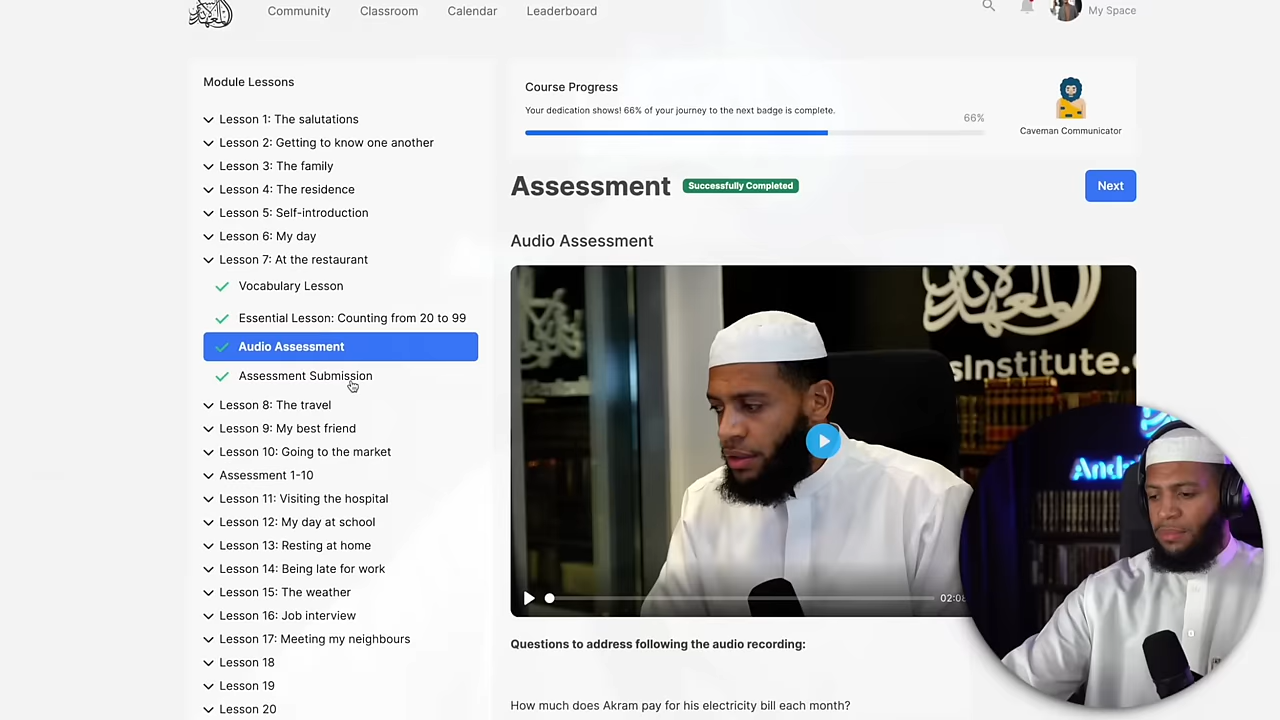 Community
Classroom
Calendar
Leaderboard
My Space
Module Lessons
Lesson 1: The salutations
Lesson 2: Getting to know one another
Lesson 3: The family
Lesson 4: The residence
Lesson 5: Self-introduction
Lesson 6: My day
Lesson 7: At the restaurant
Vocabulary Lesson
Essential Lesson: Counting from 20 to 99
Audio Assessment
Assessment Submission
Lesson 8: The travel
Lesson 9: My best friend
Lesson 10: Going to the market
Assessment 1-10
Lesson 11: Visiting the hospital
Lesson 12: My day at school
Lesson 13: Resting at home
Lesson 14: Being late for work
Lesson 15: The weather
Lesson 16: Job interview
Lesson 17: Meeting my neighbours
Lesson 18
Lesson 19
Lesson 20
Course Progress
Your dedication shows! 66% of your journey to the next badge is complete.
66%
Caveman Communicator
Assessment
Successfully Completed
Next
Audio Assessment
sInstitute.
02:08
Andal
Questions to address following the audio recording:
How much does Akram pay for his electricity bill each month?